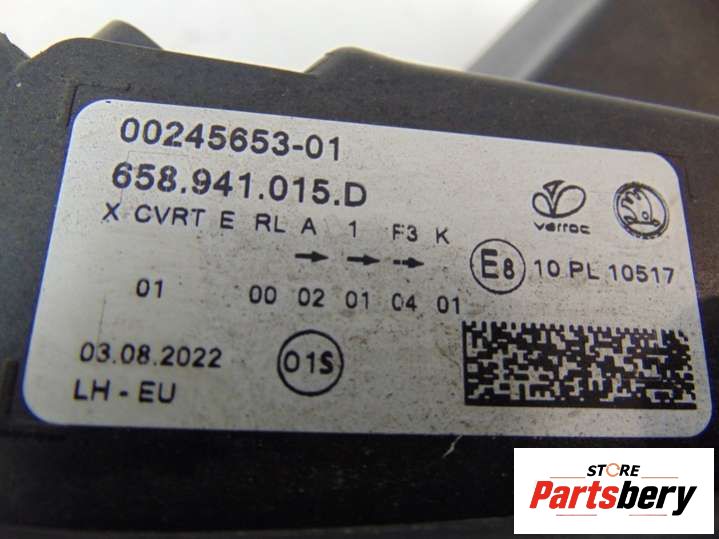 00245653-01
658.941.015.D
X CVRT E RL A 1 F3 K
varroc
E8 10 PL 10517
01 00 02 01 04 01
03.08.2022
01S
LH - EU
STORE
Partsbery